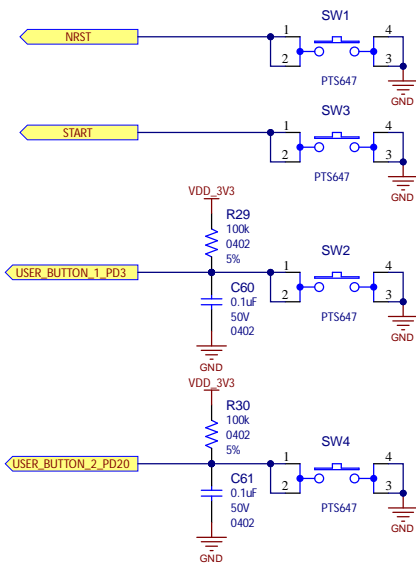 SW1
NRST
1
4
2
3
PTS647
GND
SW3
START
1
4
2
3
PTS647
GND
VDD_3V3
R29
100k
0402
5%
SW2
USER_BUTTON_1_PD3
1
4
2
3
C60
0.1uF
50V
0402
PTS647
GND
GND
VDD_3V3
R30
100k
0402
5%
SW4
USER_BUTTON_2_PD20
1
4
2
3
C61
0.1uF
50V
0402
PTS647
GND
GND